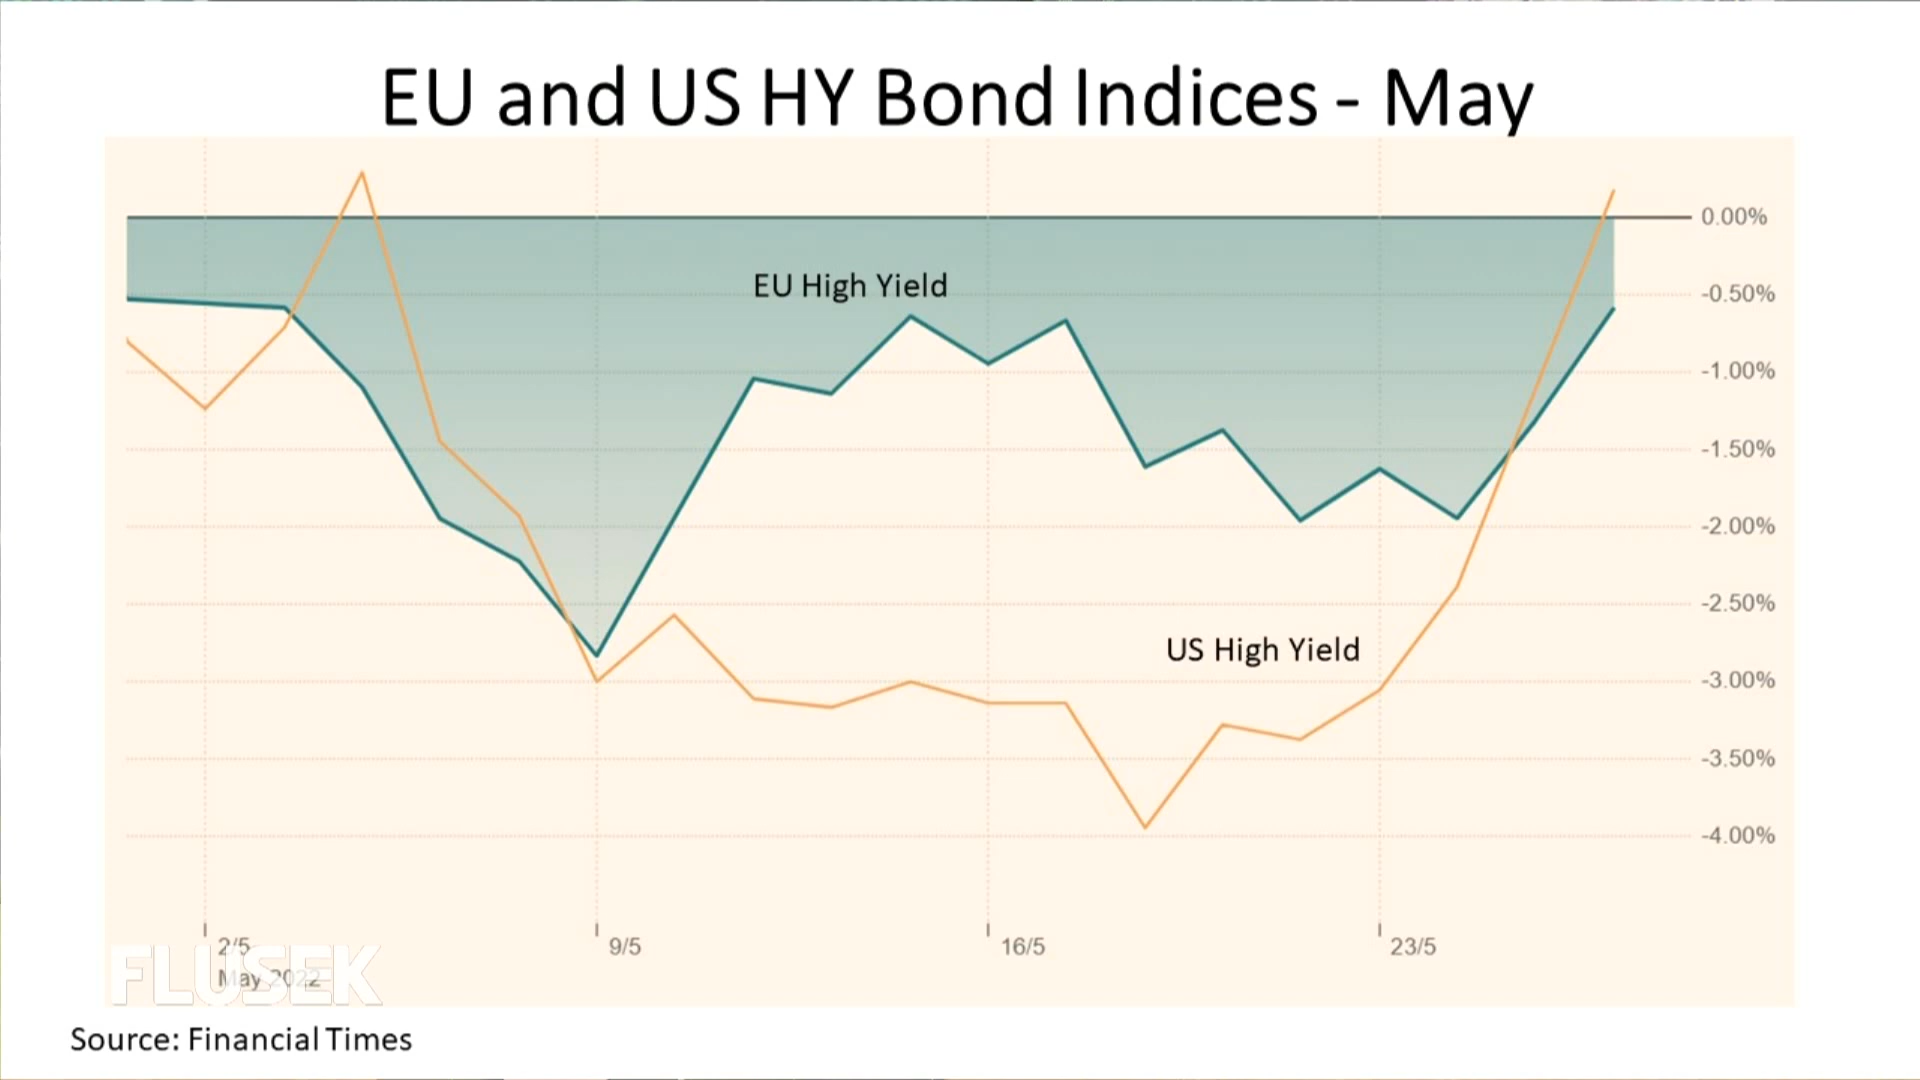 EU and US HY Bond Indices - May
0.00%
EU High Yield
-0.50%
-1.00%
-1.50%
-2.00%
-2.50%
US High Yield
-3.00%
-3.50%
-4.00%
2/5 9/5 16/5 23/5
May 2022
FLUSEK
Source: Financial Times